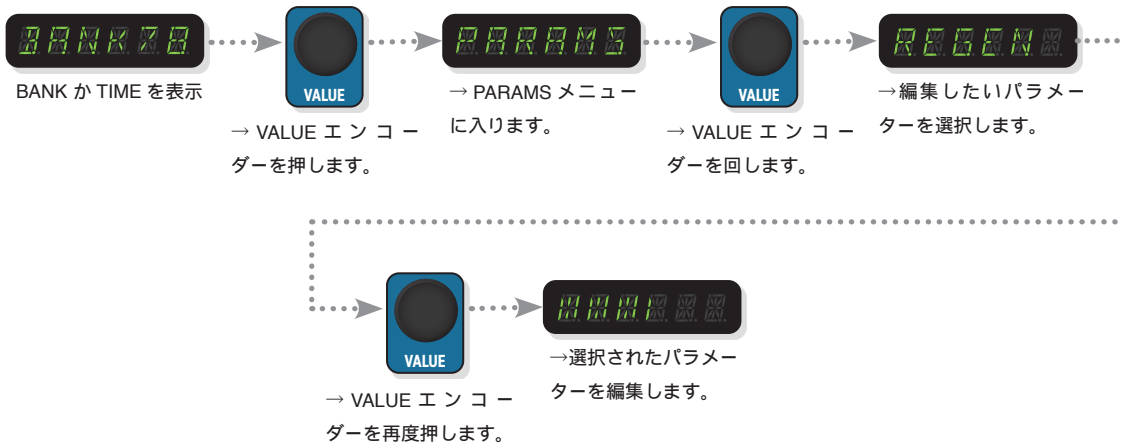 BANK78
VALUE
PARAMS
VALUE
REGEN
BANK か TIME を表示
→ VALUE エンコー
ダーを押します。
→ PARAMS メニュー
に入ります。
→ VALUE エンコー
ダーを回します。
→編集したいパラメー
ターを選択します。
VALUE
→ VALUE エンコー
ダーを再度押します。
→選択されたパラメー
ターを編集します。